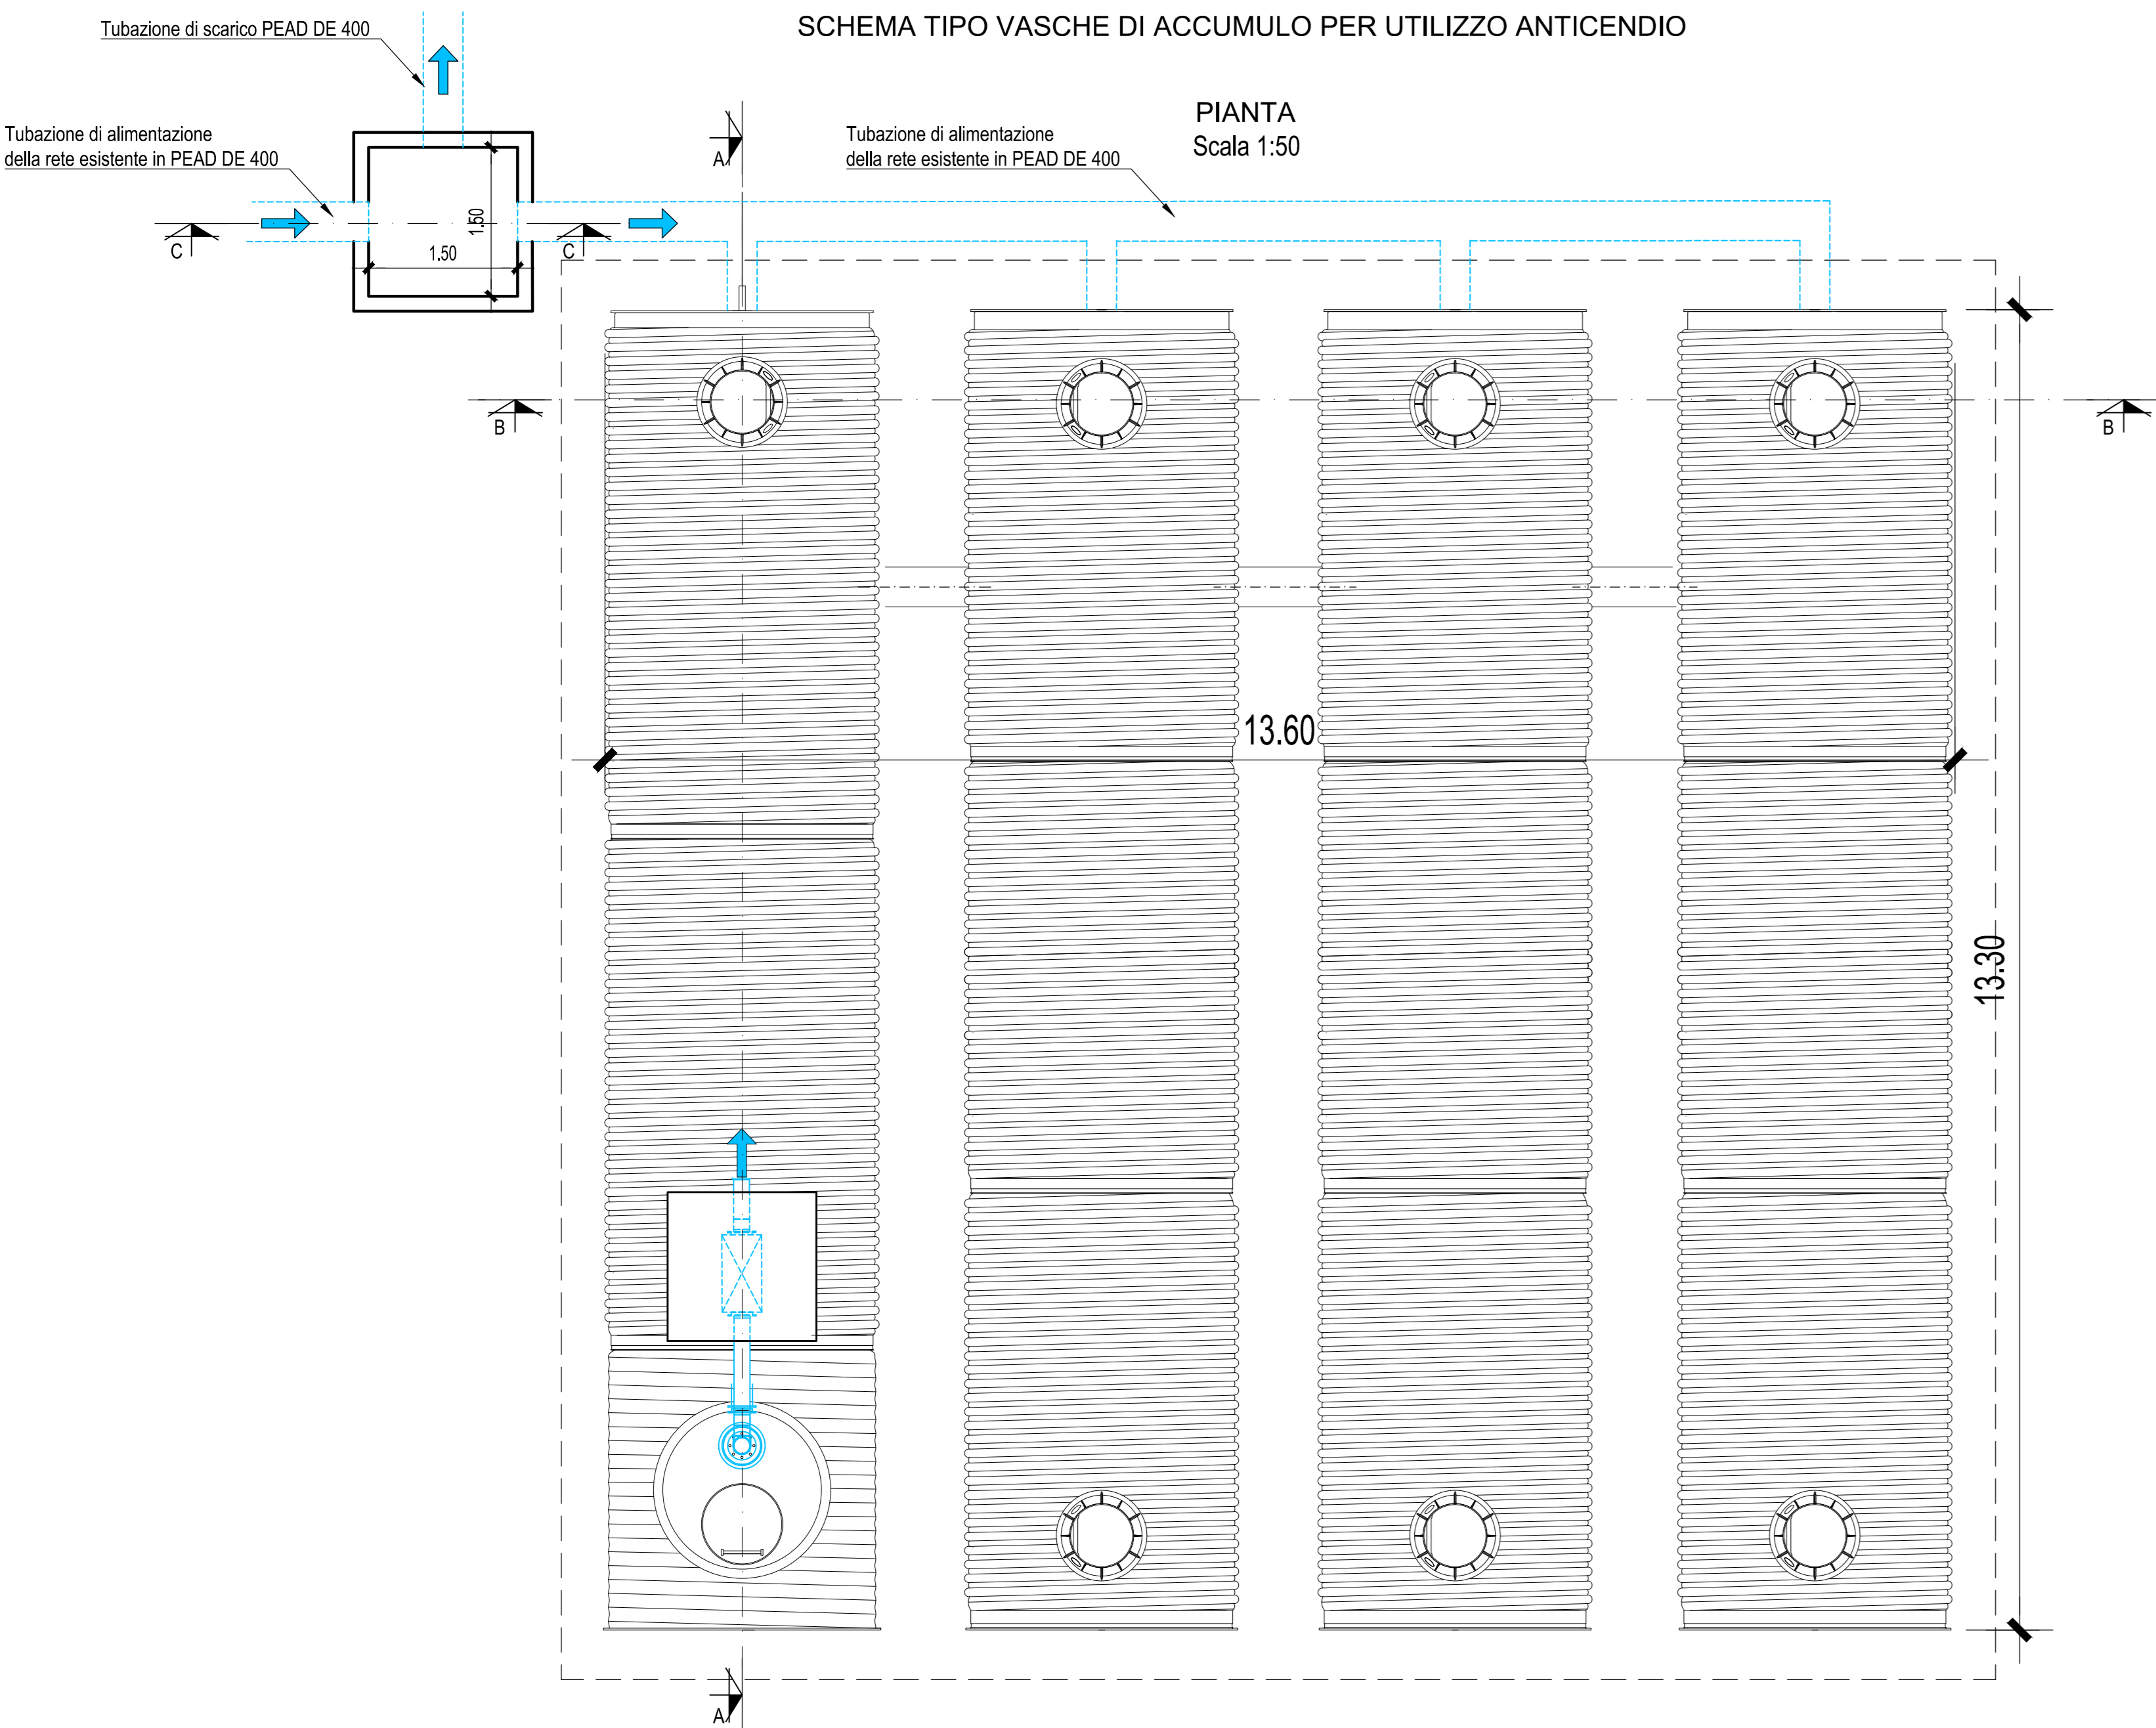 SCHEMA TIPO VASCHE DI ACCUMULO PER UTILIZZO ANTICENDIO
Tubazione di scarico PEAD DE 400
PIANTA
Scala 1:50
Tubazione di alimentazione
della rete esistente in PEAD DE 400
Tubazione di alimentazione
della rete esistente in PEAD DE 400
A
1.50
1.50
C
C
B
B
13.60
13.30
A